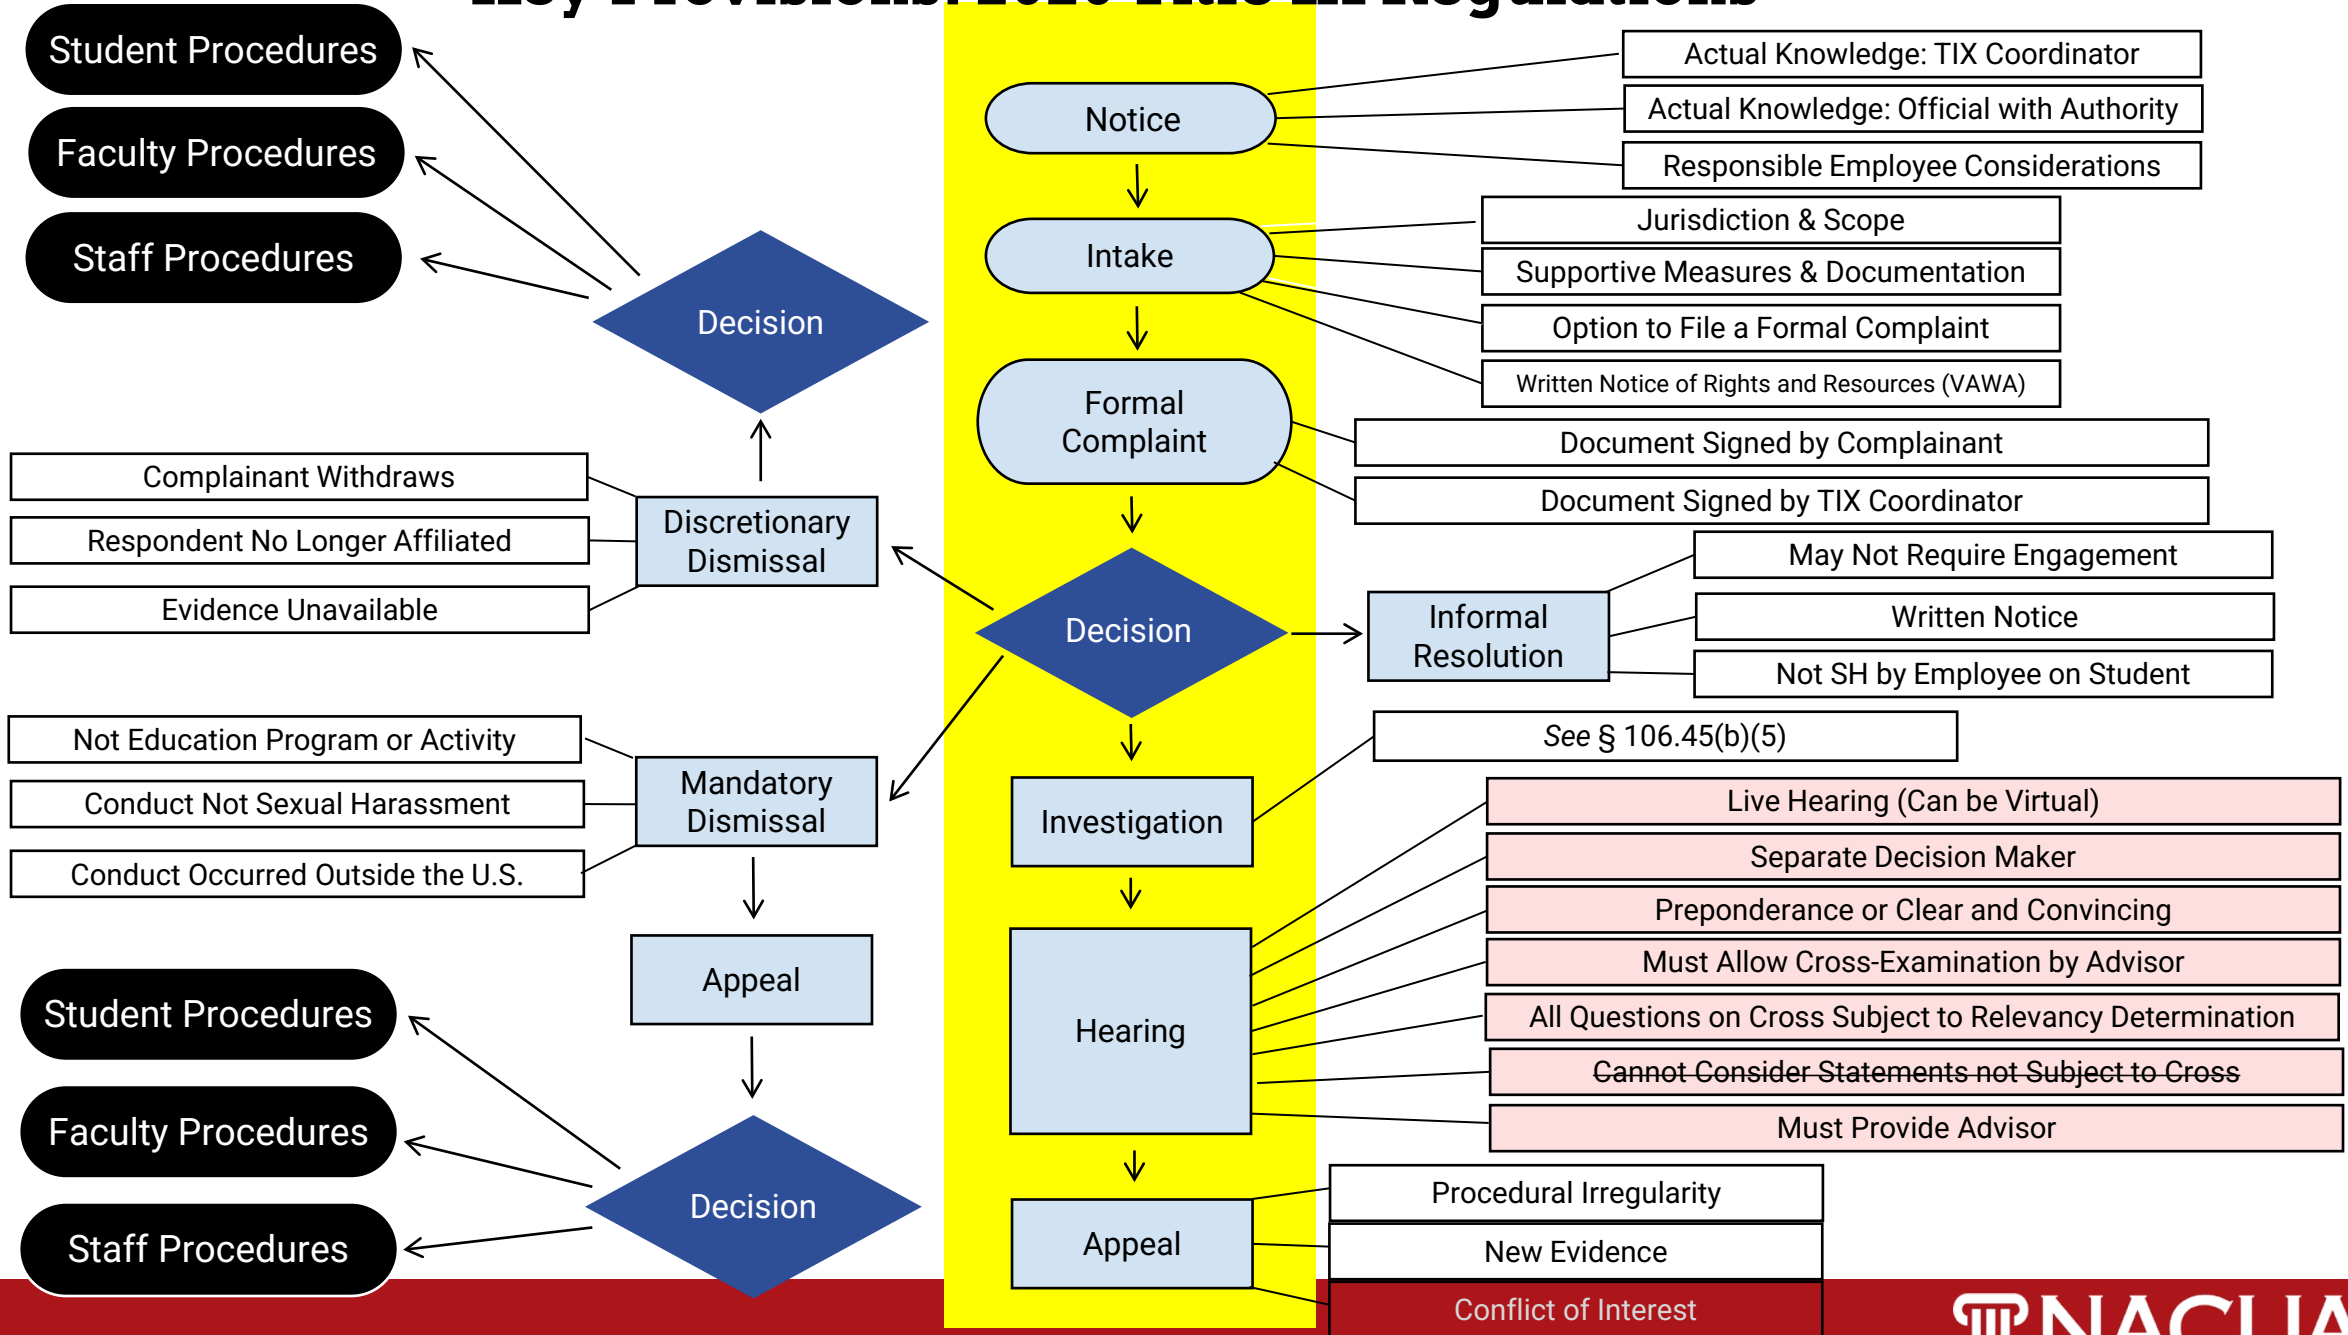 Key Provisions: 2020 Title IX Regulations
Student Procedures
Faculty Procedures
Staff Procedures
Decision
Complainant Withdraws
Respondent No Longer Affiliated
Evidence Unavailable
Discretionary
Dismissal
Not Education Program or Activity
Conduct Not Sexual Harassment
Conduct Occurred Outside the U.S.
Mandatory
Dismissal
Appeal
Student Procedures
Faculty Procedures
Staff Procedures
Decision
Notice
Intake
Formal
Complaint
Decision
Investigation
Hearing
Appeal
Actual Knowledge: TIX Coordinator
Actual Knowledge: Official with Authority
Responsible Employee Considerations
Jurisdiction & Scope
Supportive Measures & Documentation
Option to File a Formal Complaint
Written Notice of Rights and Resources (VAWA)
Document Signed by Complainant
Document Signed by TIX Coordinator
Informal
Resolution
May Not Require Engagement
Written Notice
Not SH by Employee on Student
See § 106.45(b)(5)
Live Hearing (Can be Virtual)
Separate Decision Maker
Preponderance or Clear and Convincing
Must Allow Cross-Examination by Advisor
All Questions on Cross Subject to Relevancy Determination
Cannot Consider Statements not Subject to Cross
Must Provide Advisor
Procedural Irregularity
New Evidence
Conflict of Interest
NACUA